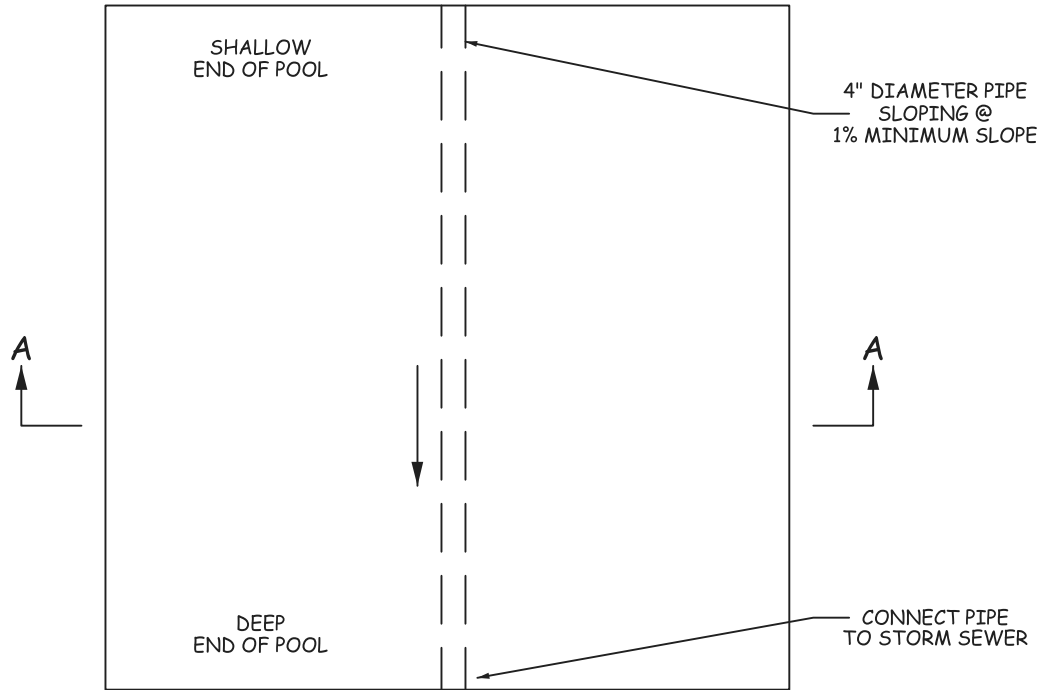 SHALLOW
END OF POOL
4" DIAMETER PIPE
SLOPING @
1% MINIMUM SLOPE
A
A
DEEP
END OF POOL
CONNECT PIPE
TO STORM SEWER